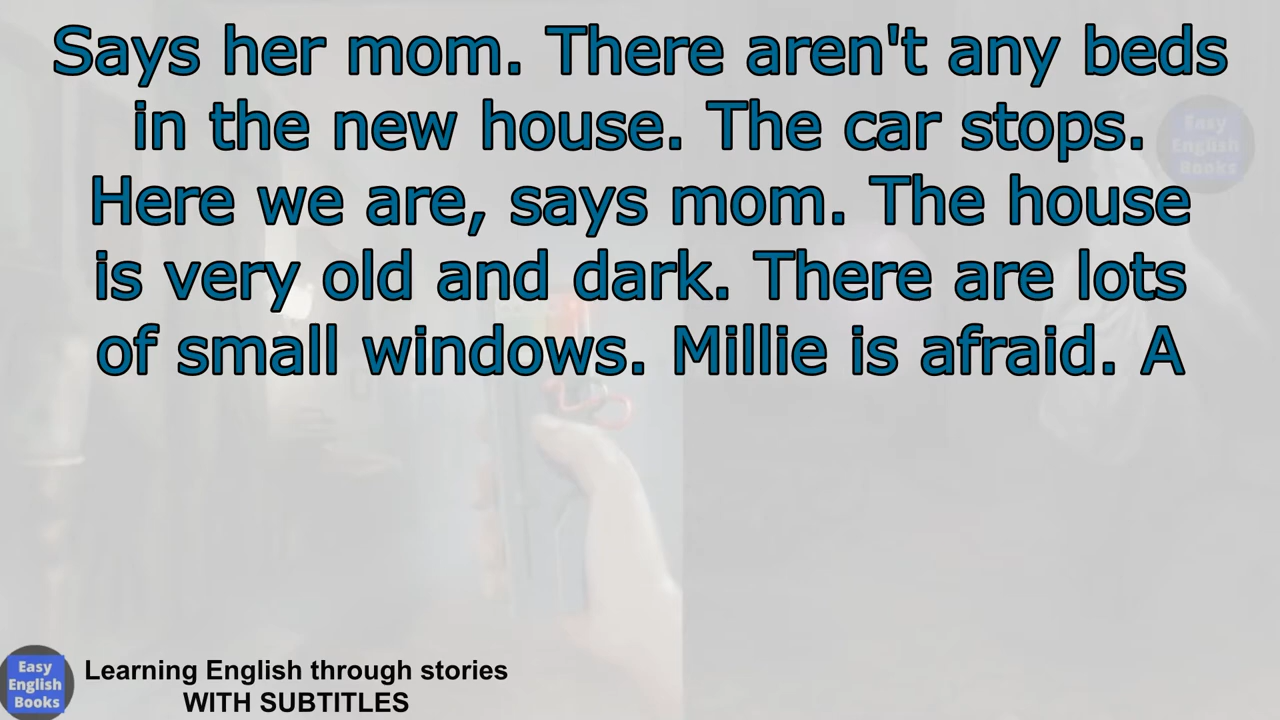 Says her mom. There aren't any beds
in the new house. The car stops.
Here we are, says mom. The house
is very old and dark. There are lots
of small windows. Millie is afraid. A
Easy
English
Books
Easy
English
Books
Learning English through stories
WITH SUBTITLES